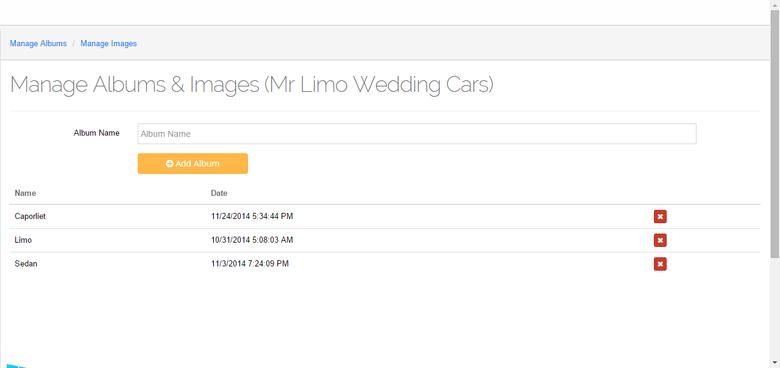 Manage Albums / Manage Images
Manage Albums & Images (Mr Limo Wedding Cars)
Album Name
Album Name
Add Album
Name Date
Caporliet 11/24/2014 5:34:44 PM
Limo 10/31/2014 5:08:03 AM
Sedan 11/3/2014 7:24:09 PM